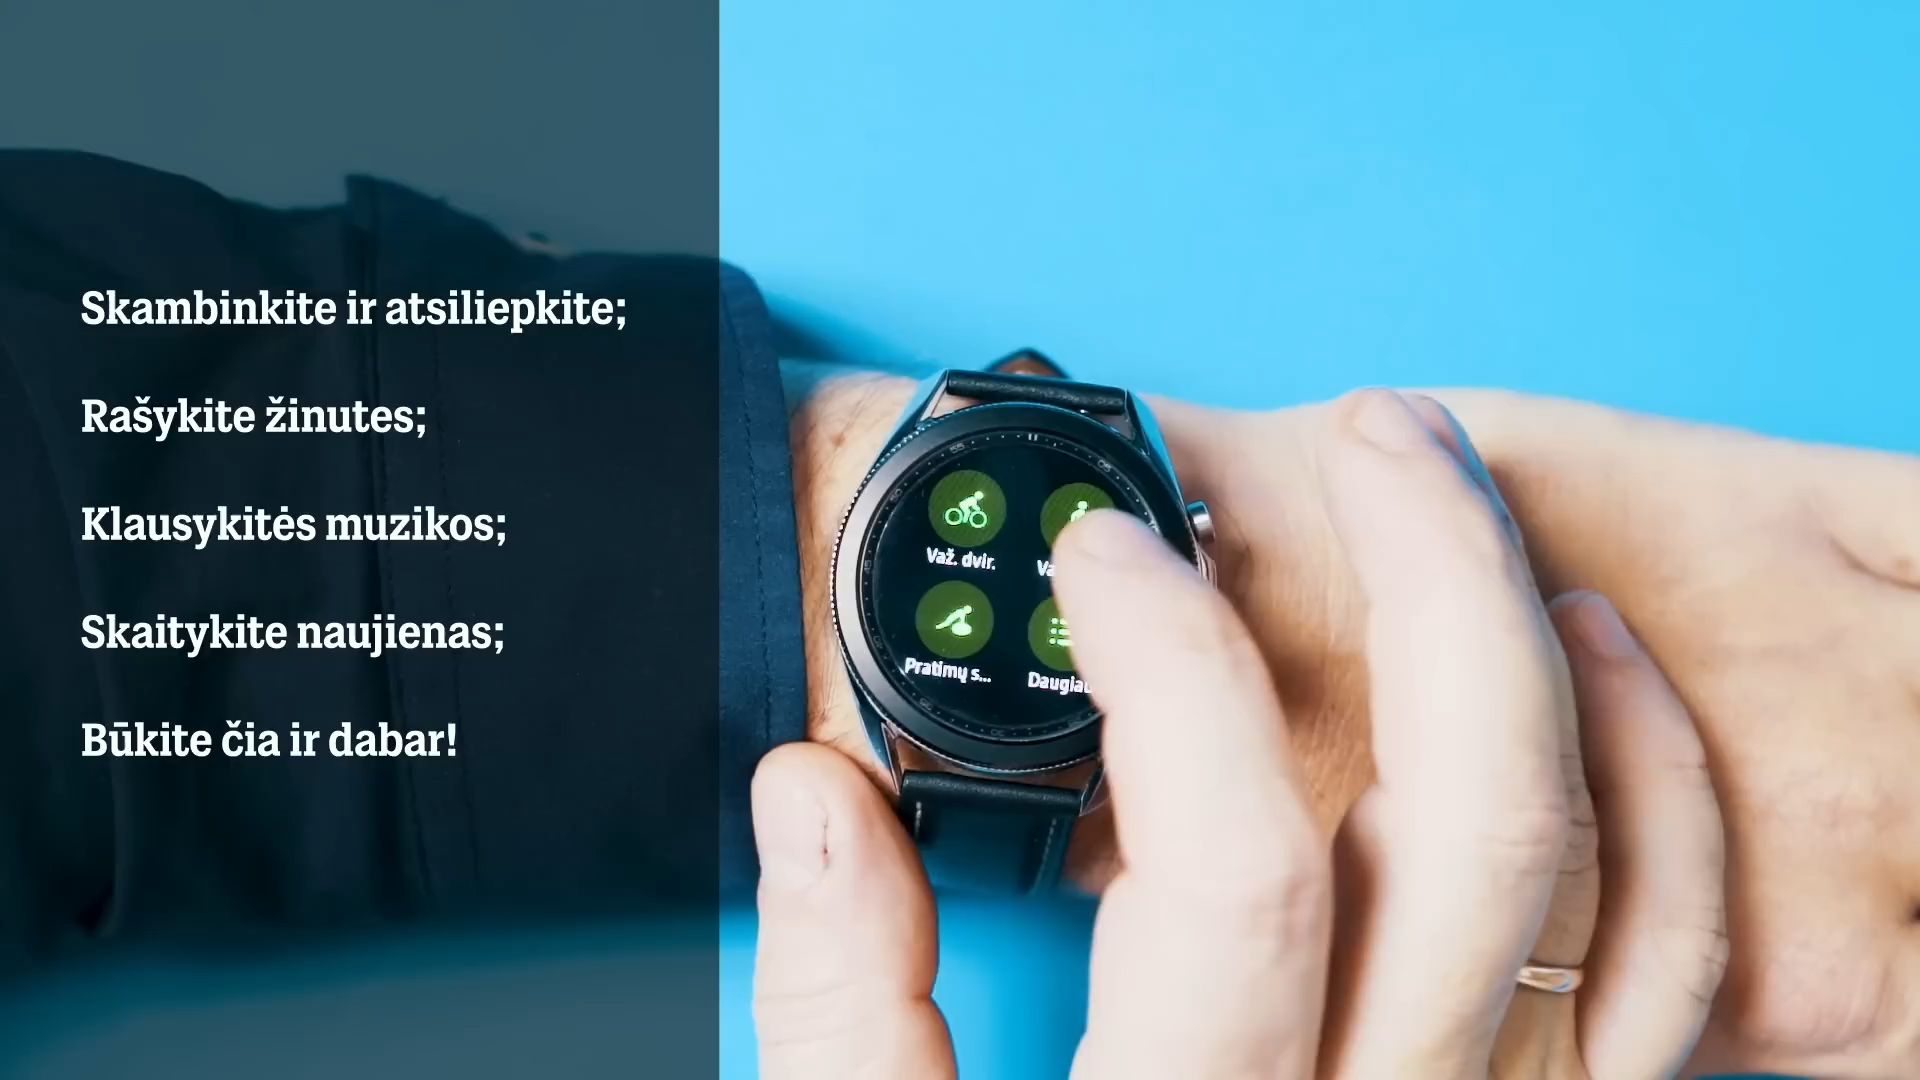 Skambinkite ir atsiliepkite;
Rašykite žinutes;
Klausykitės muzikos;
Skaitykite naujienas;
Būkite čia ir dabar!
Važ. dvir.
Pratimų s...